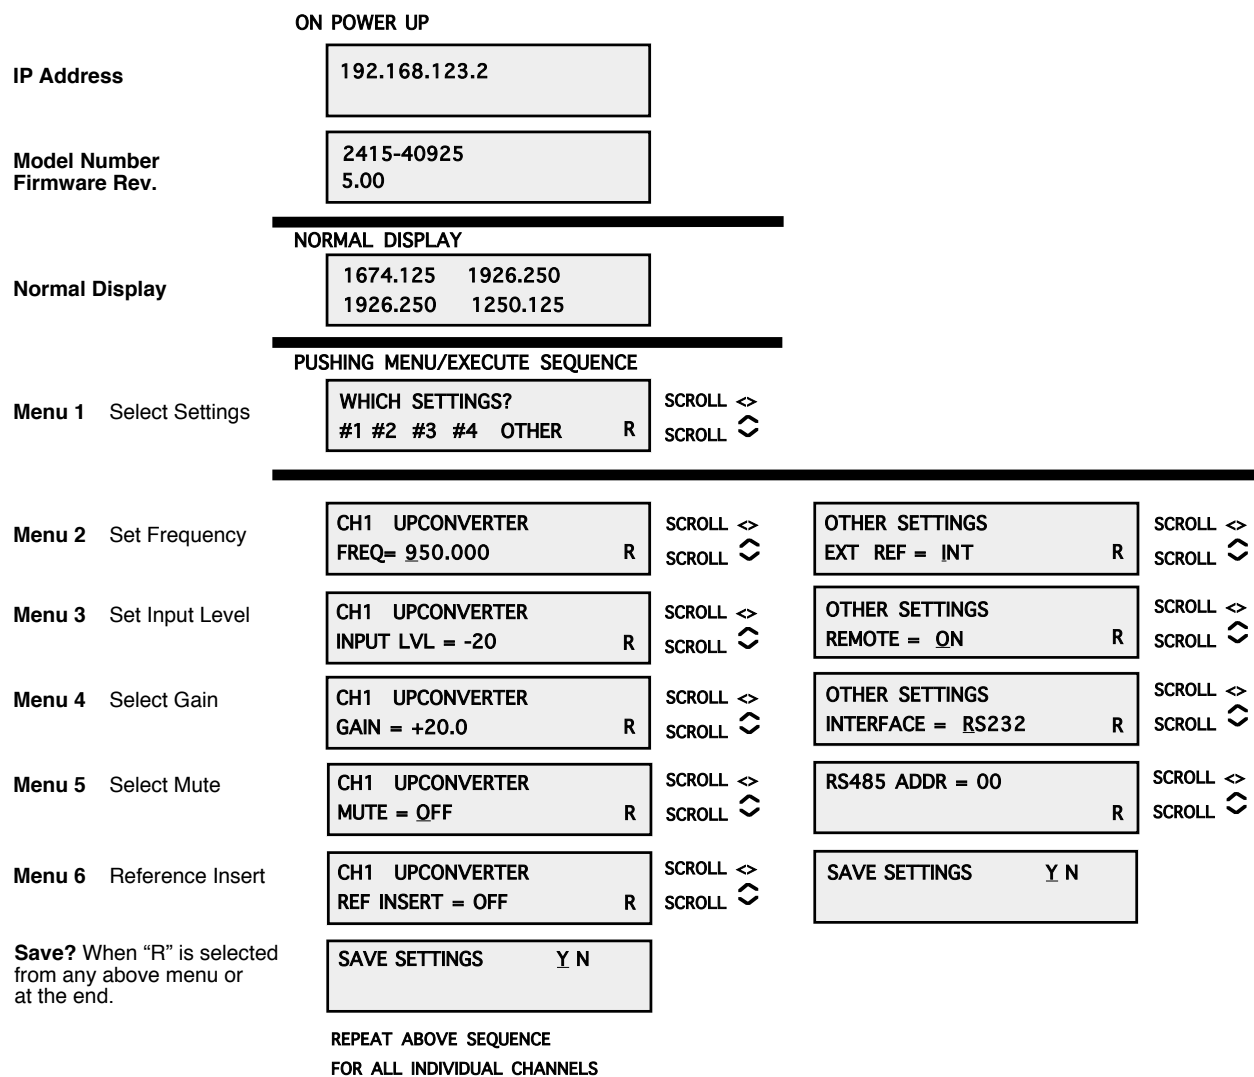 ON POWER UP
IP Address
192.168.123.2
Model Number
Firmware Rev.
2415-40925
5.00
NORMAL DISPLAY
Normal Display
1674.125 1926.250
1926.250 1250.125
PUSHING MENU/EXECUTE SEQUENCE
Menu 1 Select Settings
WHICH SETTINGS?
#1 #2 #3 #4 OTHER R
SCROLL <>
SCROLL
Menu 2 Set Frequency
CH1 UPCONVERTER
FREQ= 950.000 R
SCROLL <>
SCROLL
OTHER SETTINGS
EXT REF = INT R
SCROLL <>
SCROLL
Menu 3 Set Input Level
CH1 UPCONVERTER
INPUT LVL = -20 R
SCROLL <>
SCROLL
OTHER SETTINGS
REMOTE = ON R
SCROLL <>
SCROLL
Menu 4 Select Gain
CH1 UPCONVERTER
GAIN = +20.0 R
SCROLL <>
SCROLL
OTHER SETTINGS
INTERFACE = RS232 R
SCROLL <>
SCROLL
Menu 5 Select Mute
CH1 UPCONVERTER
MUTE = OFF R
SCROLL <>
SCROLL
RS485 ADDR = 00
R
SCROLL <>
SCROLL
Menu 6 Reference Insert
CH1 UPCONVERTER
REF INSERT = OFF R
SCROLL <>
SCROLL
SAVE SETTINGS Y N
Save? When “R” is selected
from any above menu or
at the end.
SAVE SETTINGS Y N
REPEAT ABOVE SEQUENCE
FOR ALL INDIVIDUAL CHANNELS